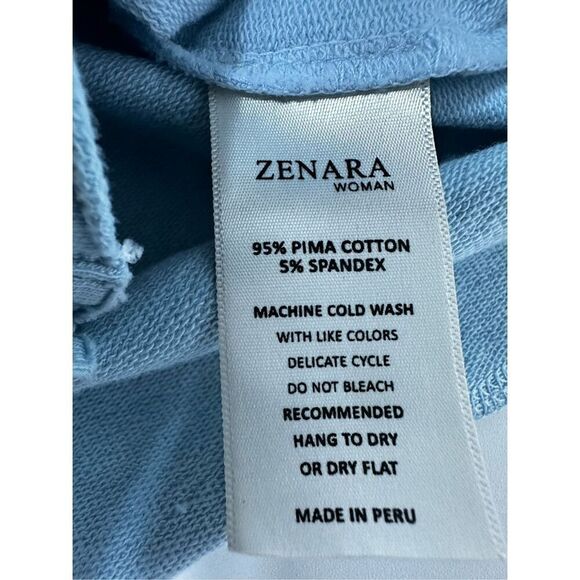 ZENARA
WOMAN
95% PIMA COTTON
5% SPANDEX
MACHINE COLD WASH
WITH LIKE COLORS
DELICATE CYCLE
DO NOT BLEACH
RECOMMENDED
HANG TO DRY
OR DRY FLAT
MADE IN PERU